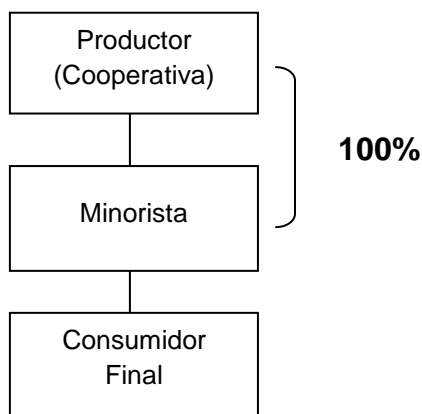 Productor
(Cooperativa)
100%
Minorista
Consumidor
Final